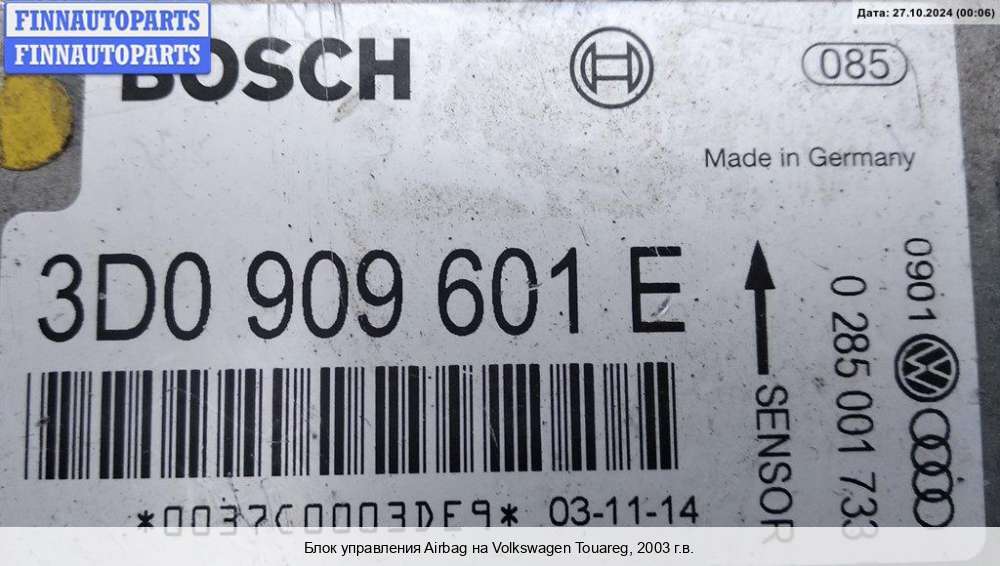 FINNAUTOPARTS
FINNAUTOPARTS
Дата: 27.10.2024 (00:06)
BOSCH
085
Made in Germany
3D0 909 601 E
SENSOR
0 285 001 733
0901
*0037C0003DF9* 03-11-14
Блок управления Airbag на Volkswagen Touareg, 2003 г.в.